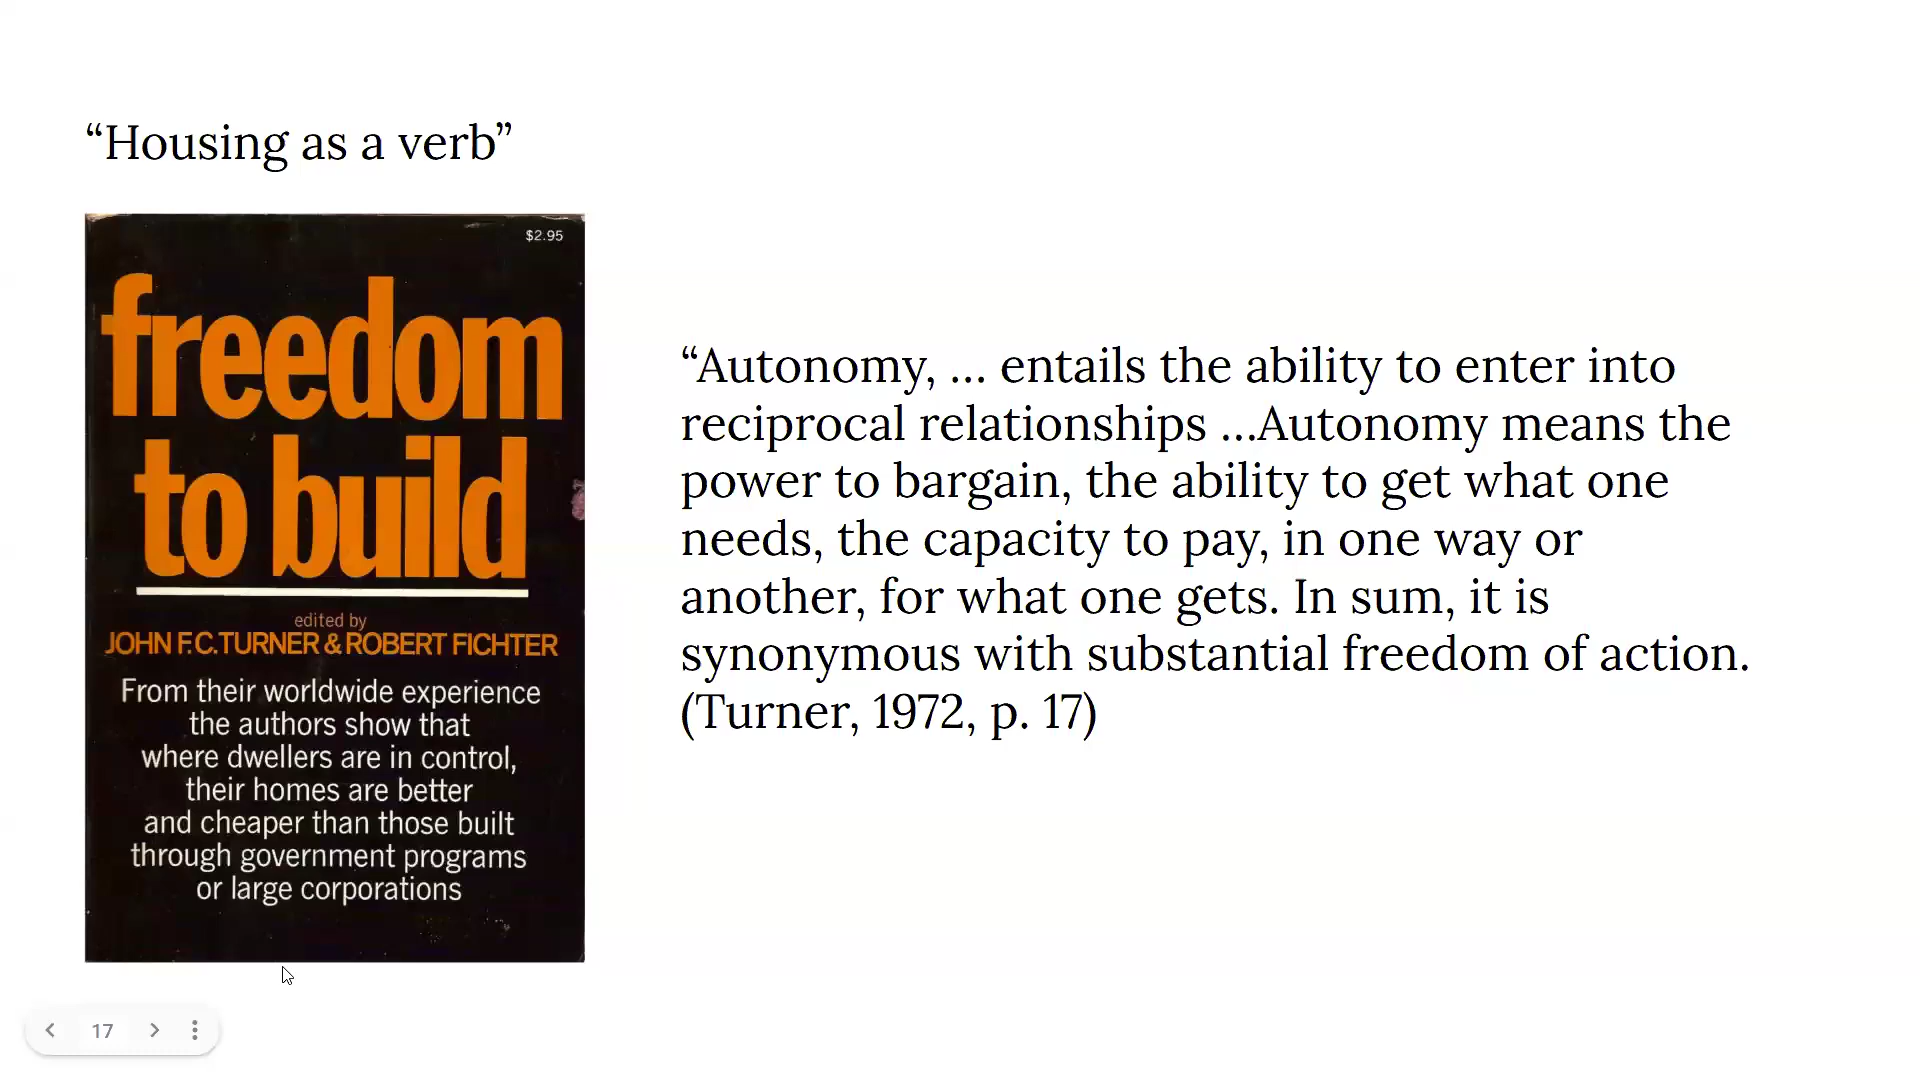 “Housing as a verb”
$2.95
freedom
to build
edited by
JOHN F.C. TURNER & ROBERT FICHTER
From their worldwide experience
the authors show that
where dwellers are in control,
their homes are better
and cheaper than those built
through government programs
or large corporations
“Autonomy, … entails the ability to enter into
reciprocal relationships …Autonomy means the
power to bargain, the ability to get what one
needs, the capacity to pay, in one way or
another, for what one gets. In sum, it is
synonymous with substantial freedom of action.
(Turner, 1972, p. 17)
17